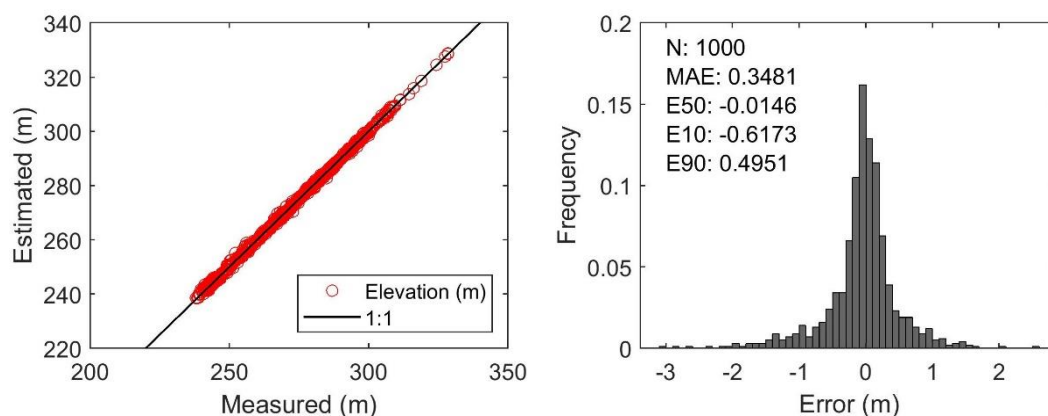 340
320
300
280
260
240
220
Estimated (m)
Elevation (m)
1:1
200
250
300
350
Measured (m)
0.2
0.15
0.1
0.05
0
Frequency
N: 1000
MAE: 0.3481
E50: -0.0146
E10: -0.6173
E90: 0.4951
-3
-2
-1
0
1
2
Error (m)